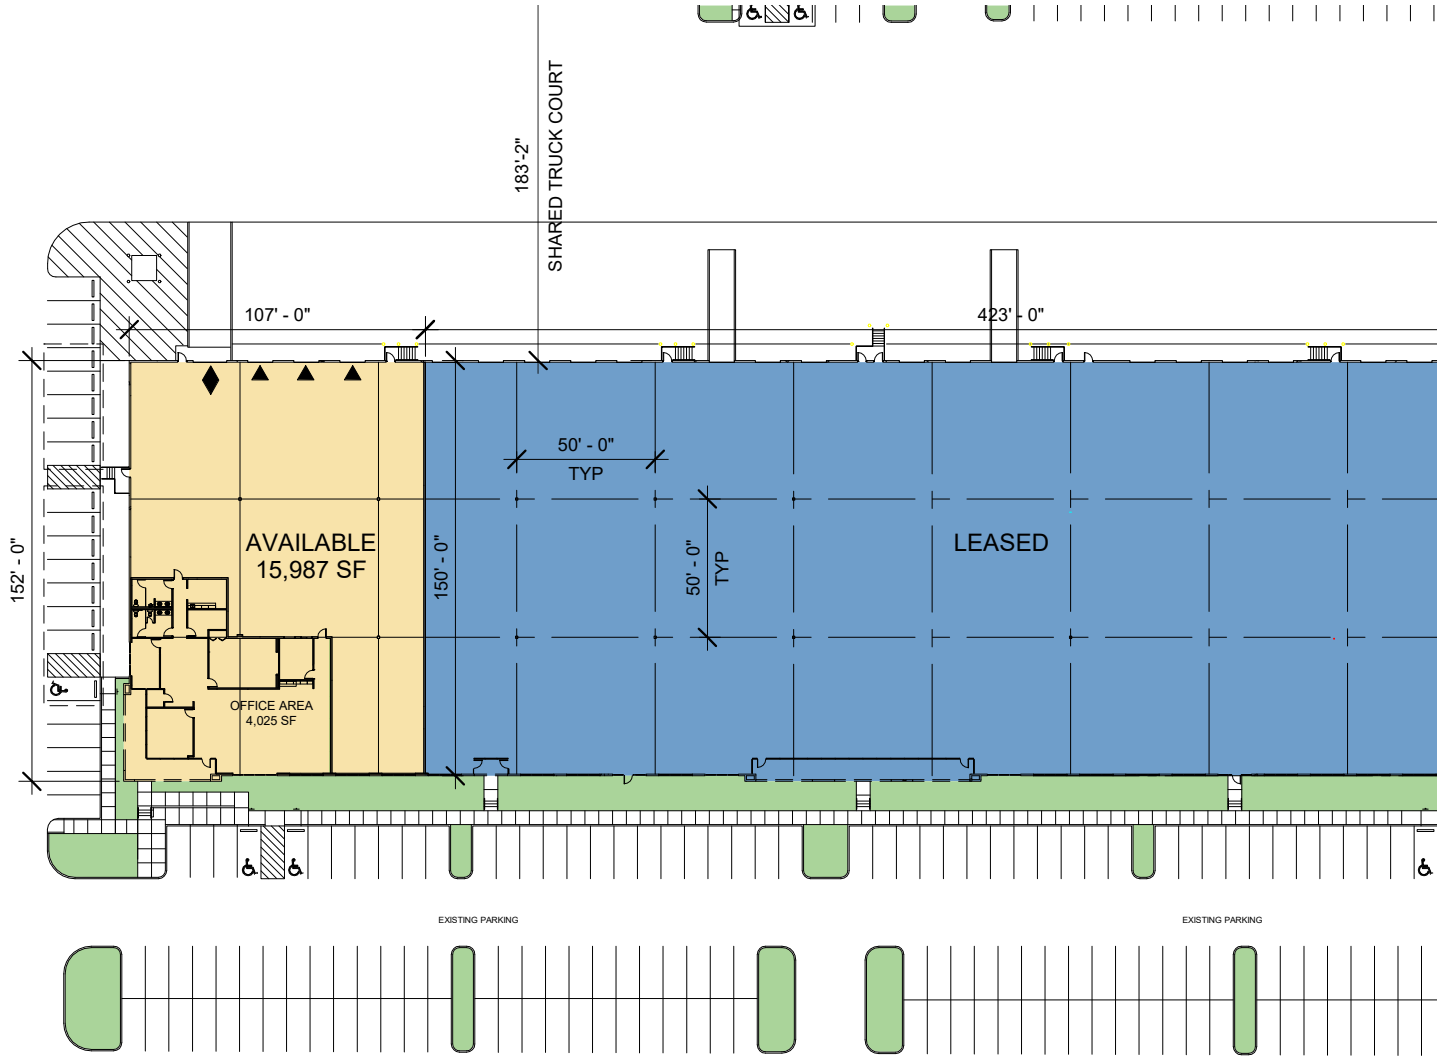 183'-2"
SHARED TRUCK COURT
107' - 0"
423' - 0"
50' - 0"
TYP
152' - 0"
AVAILABLE
15,987 SF
150' - 0"
50' - 0"
TYP
LEASED
OFFICE AREA
4,025 SF
EXISTING PARKING
EXISTING PARKING